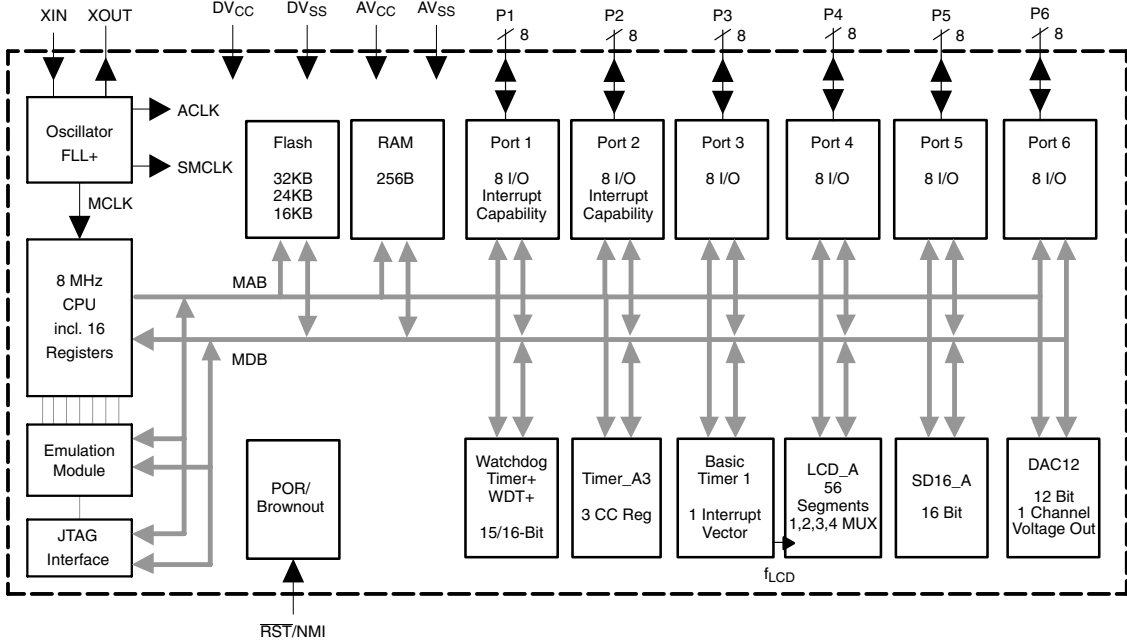 XIN XOUT DVCC DVSS AVCC AVSS P1 P2 P3 P4 P5 P6
8 8 8 8 8 8
Oscillator
FLL+
ACLK
SMCLK
MCLK
Flash
32KB
24KB
16KB
RAM
256B
Port 1
8 I/O
Interrupt
Capability
Port 2
8 I/O
Interrupt
Capability
Port 3
8 I/O
Port 4
8 I/O
Port 5
8 I/O
Port 6
8 I/O
8 MHz
CPU
incl. 16
Registers
MAB
MDB
Emulation
Module
JTAG
Interface
POR/
Brownout
Watchdog
Timer+
WDT+
15/16-Bit
Timer_A3
3 CC Reg
Basic
Timer 1
1 Interrupt
Vector
LCD_A
56
Segments
1,2,3,4 MUX
SD16_A
16 Bit
DAC12
12 Bit
1 Channel
Voltage Out
fLCD
RST/NMI